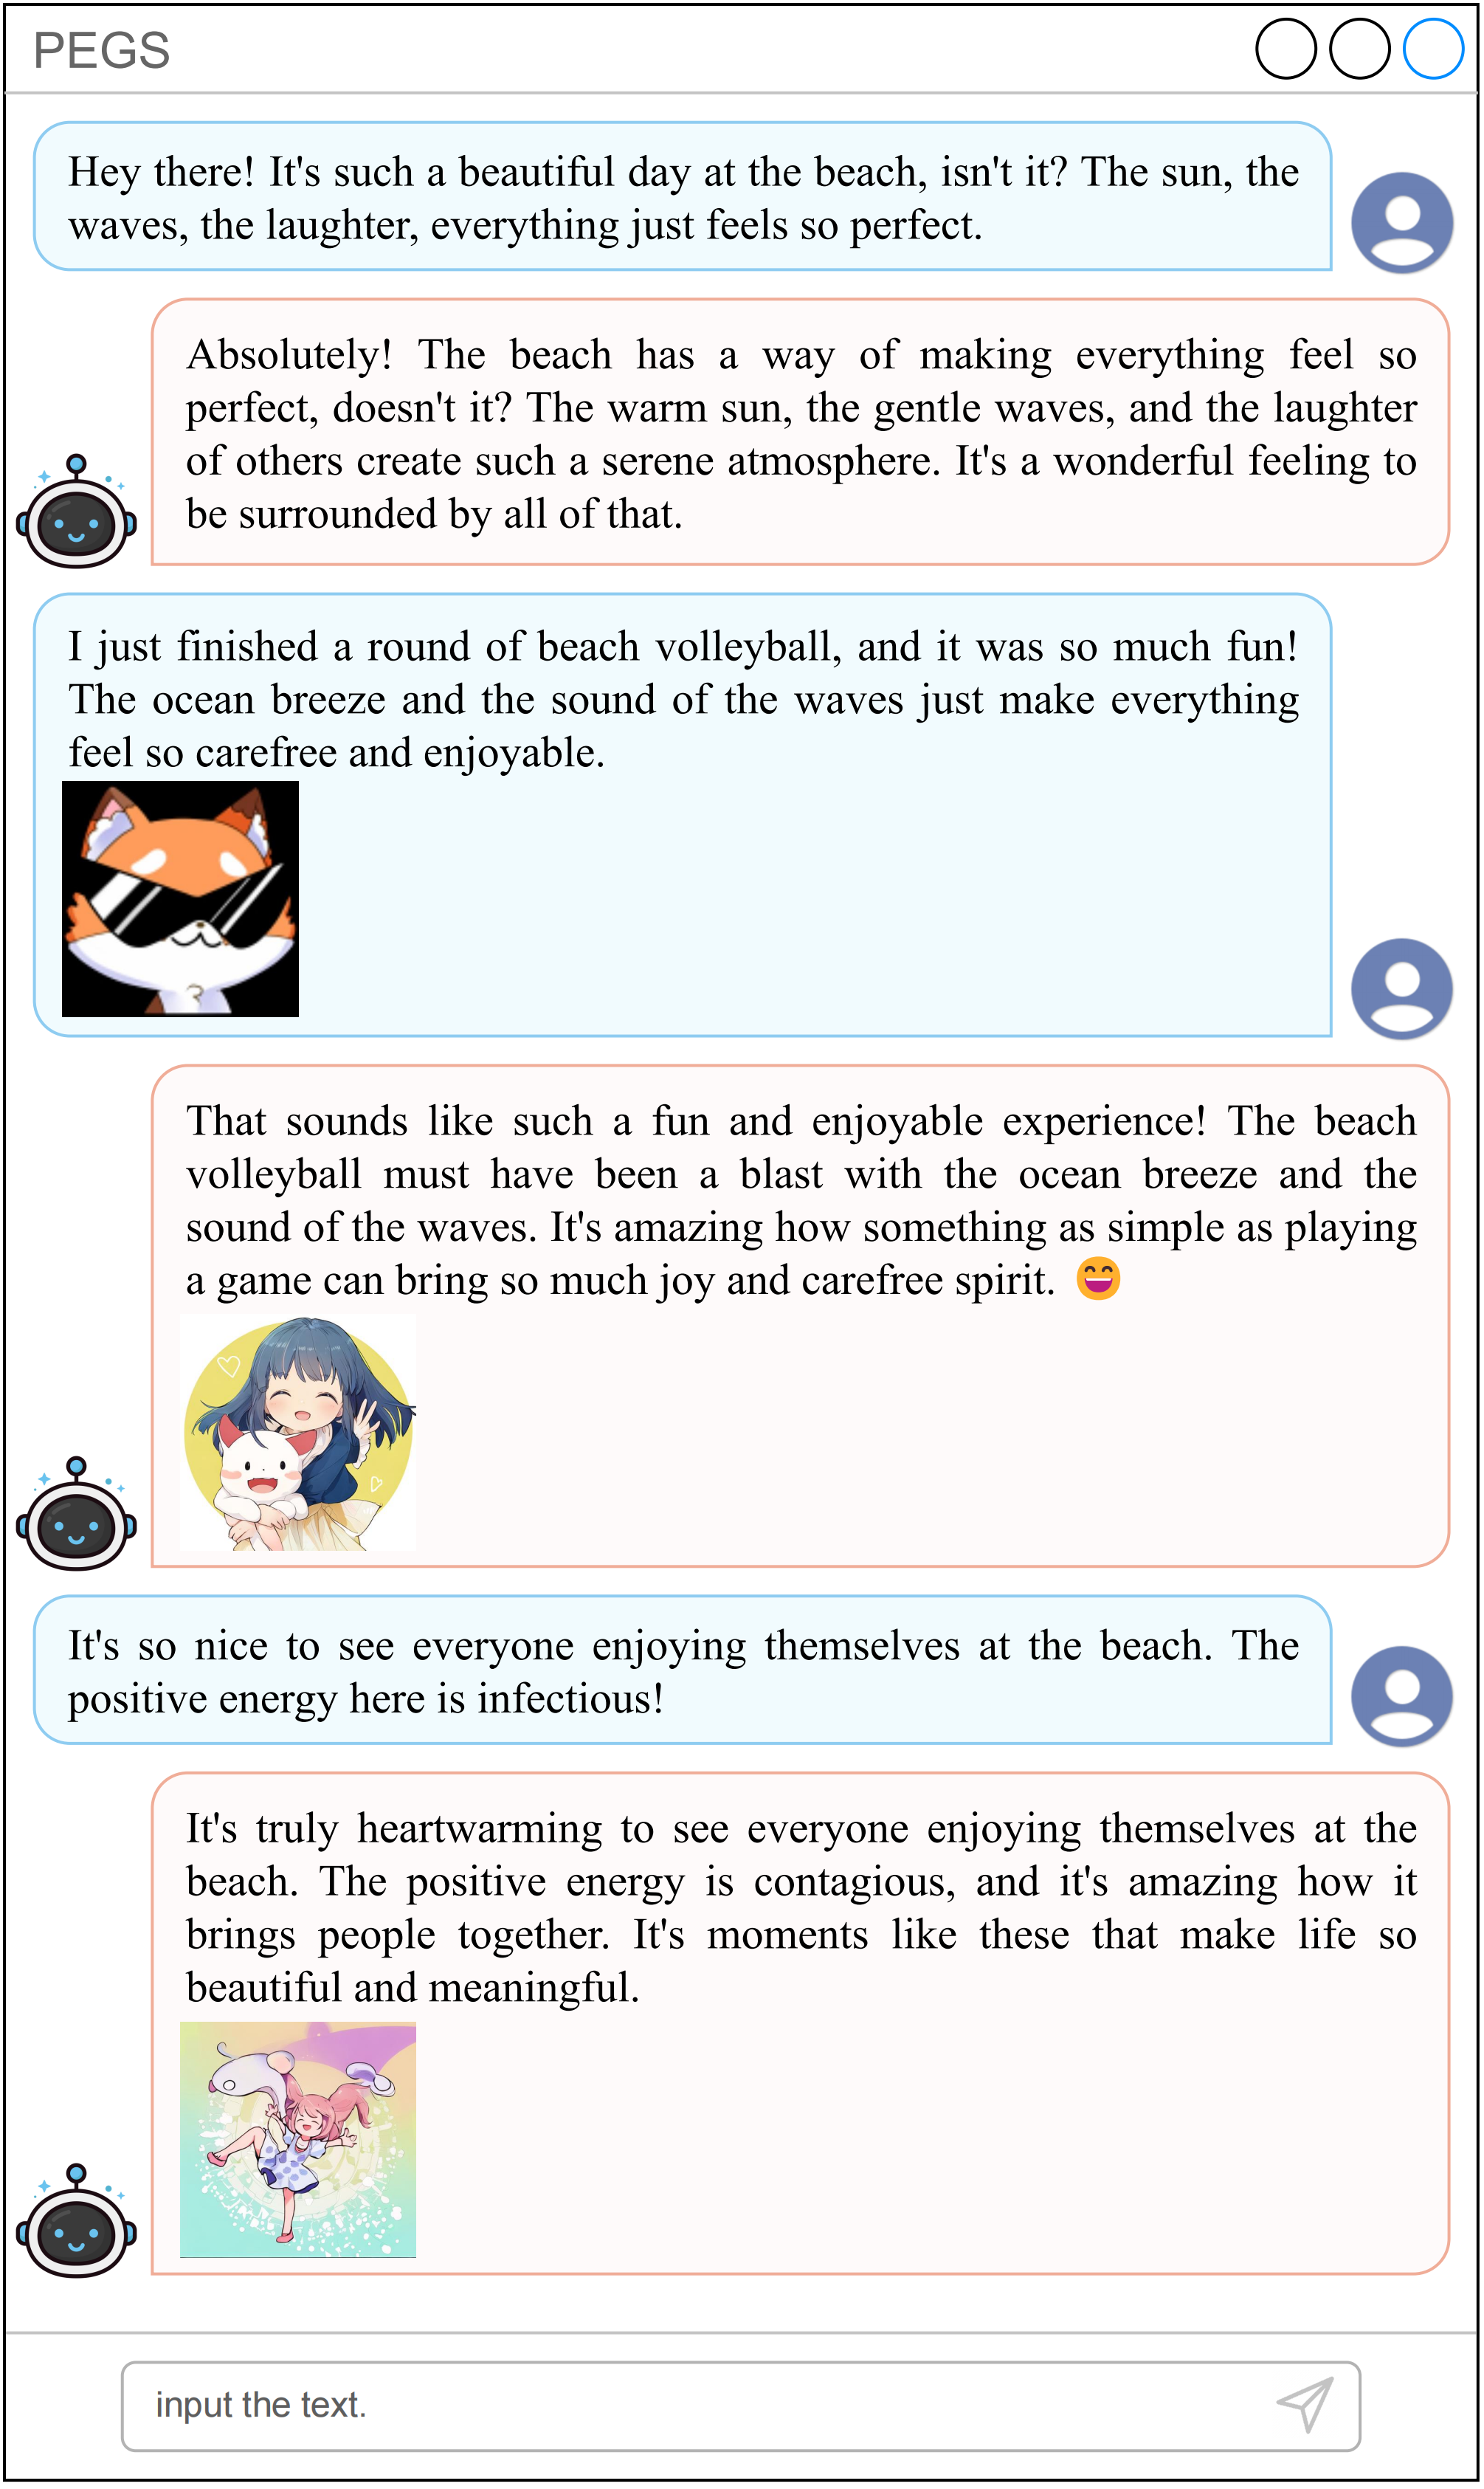 PEGS
Hey there! It's such a beautiful day at the beach, isn't it? The sun, the
waves, the laughter, everything just feels so perfect.
Absolutely! The beach has a way of making everything feel so
perfect, doesn't it? The warm sun, the gentle waves, and the laughter
of others create such a serene atmosphere. It's a wonderful feeling to
be surrounded by all of that.
I just finished a round of beach volleyball, and it was so much fun!
The ocean breeze and the sound of the waves just make everything
feel so carefree and enjoyable.
That sounds like such a fun and enjoyable experience! The beach
volleyball must have been a blast with the ocean breeze and the
sound of the waves. It's amazing how something as simple as playing
a game can bring so much joy and carefree spirit. 😄
It's so nice to see everyone enjoying themselves at the beach. The
positive energy here is infectious!
It's truly heartwarming to see everyone enjoying themselves at the
beach. The positive energy is contagious, and it's amazing how it
brings people together. It's moments like these that make life so
beautiful and meaningful.
input the text.